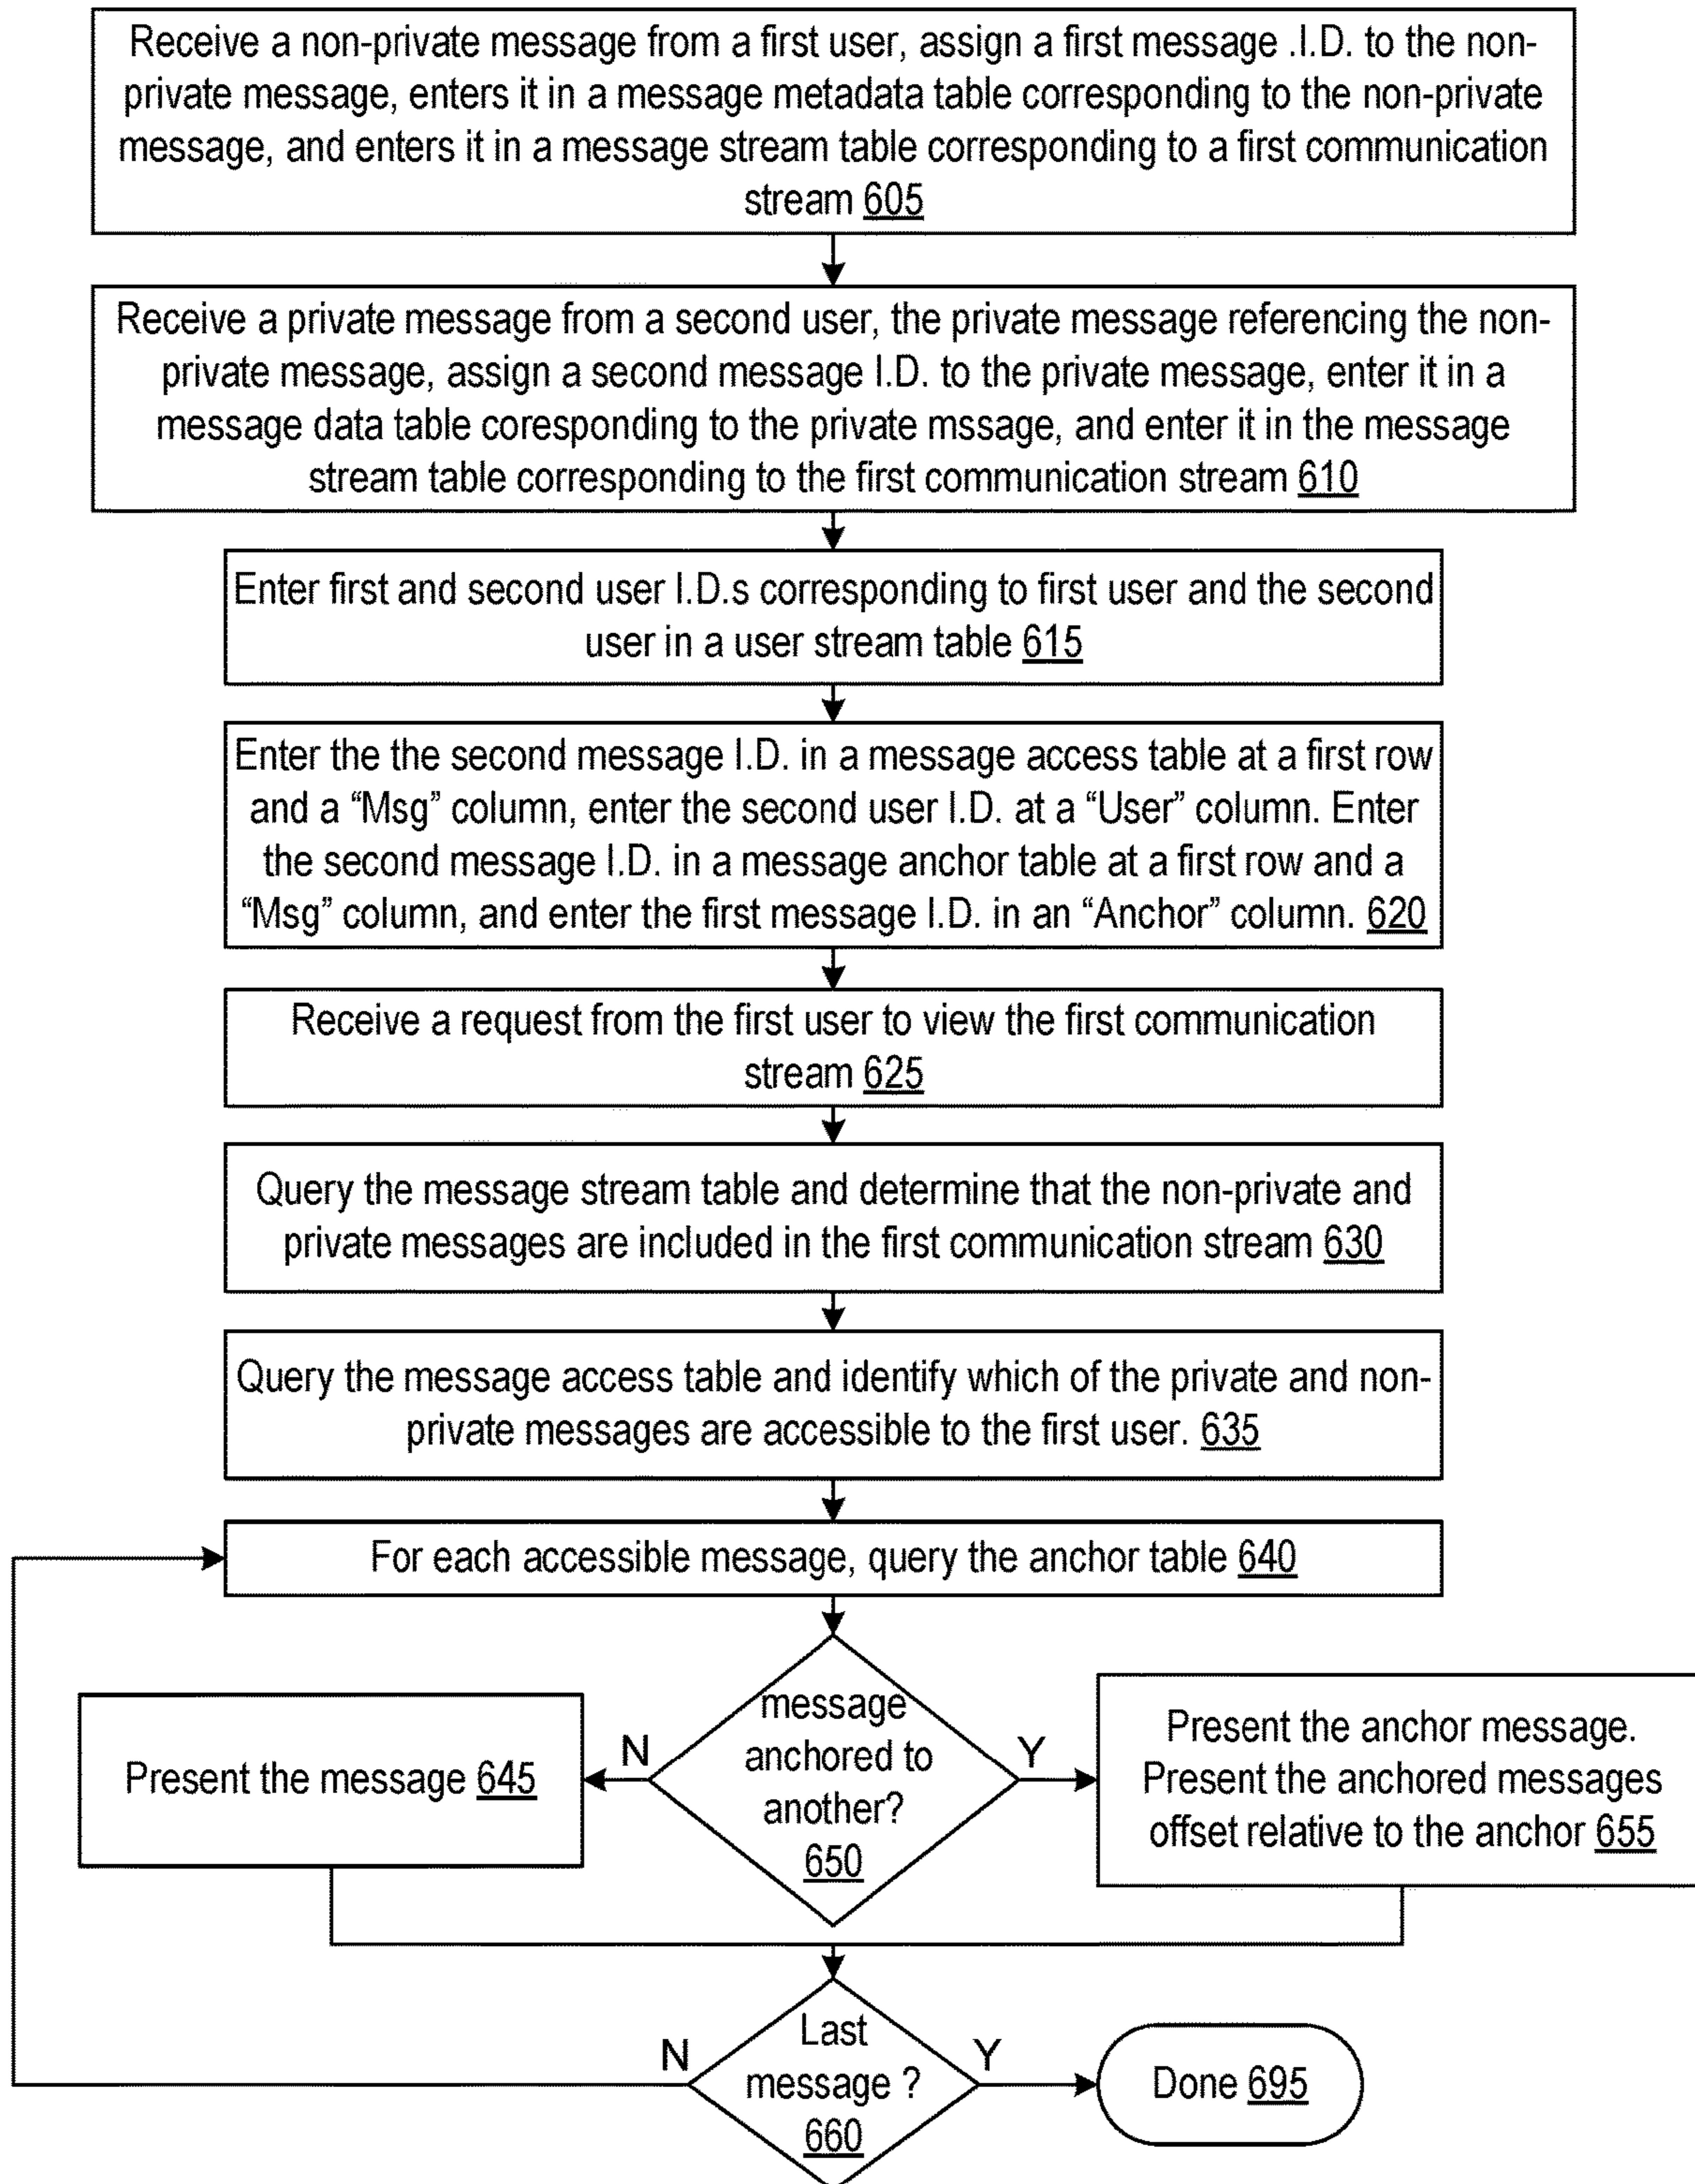 Receive a non-private message from a first user, assign a first message .I.D. to the non-
private message, enters it in a message metadata table corresponding to the non-private
message, and enters it in a message stream table corresponding to a first communication
stream 605
Receive a private message from a second user, the private message referencing the non-
private message, assign a second message I.D. to the private message, enter it in a
message data table coresponding to the private mssage, and enter it in the message
stream table corresponding to the first communication stream 610
Enter first and second user I.D.s corresponding to first user and the second
user in a user stream table 615
Enter the the second message I.D. in a message access table at a first row
and a “Msg” column, enter the second user I.D. at a “User” column. Enter
the second message I.D. in a message anchor table at a first row and a
“Msg” column, and enter the first message I.D. in an “Anchor” column. 620
Receive a request from the first user to view the first communication
stream 625
Query the message stream table and determine that the non-private and
private messages are included in the first communication stream 630
Query the message access table and identify which of the private and non-
private messages are accessible to the first user. 635
For each accessible message, query the anchor table 640
message
anchored to
another?
650
N
Y
Present the message 645
Present the anchor message.
Present the anchored messages
offset relative to the anchor 655
Last
message ?
660
N
Y
Done 695